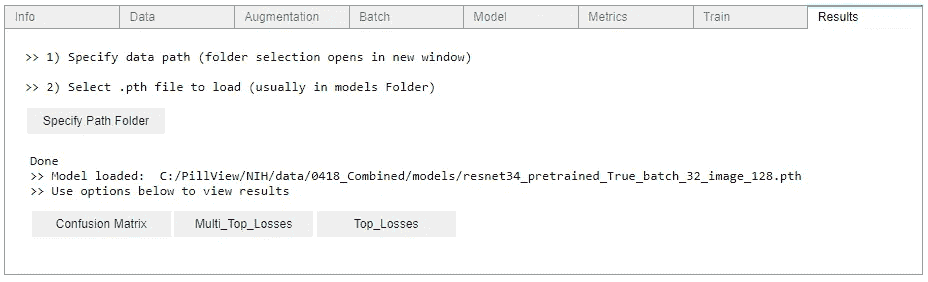 Info Data Augmentation Batch Model Metrics Train Results
>> 1) Specify data path (folder selection opens in new window)
>> 2) Select .pth file to load (usually in models Folder)
Specify Path Folder
Done
>> Model loaded:  C:/PillView/NIH/data/0418_Combined/models/resnet34_pretrained_True_batch_32_image_128.pth
>> Use options below to view results
Confusion Matrix Multi_Top_Losses Top_Losses